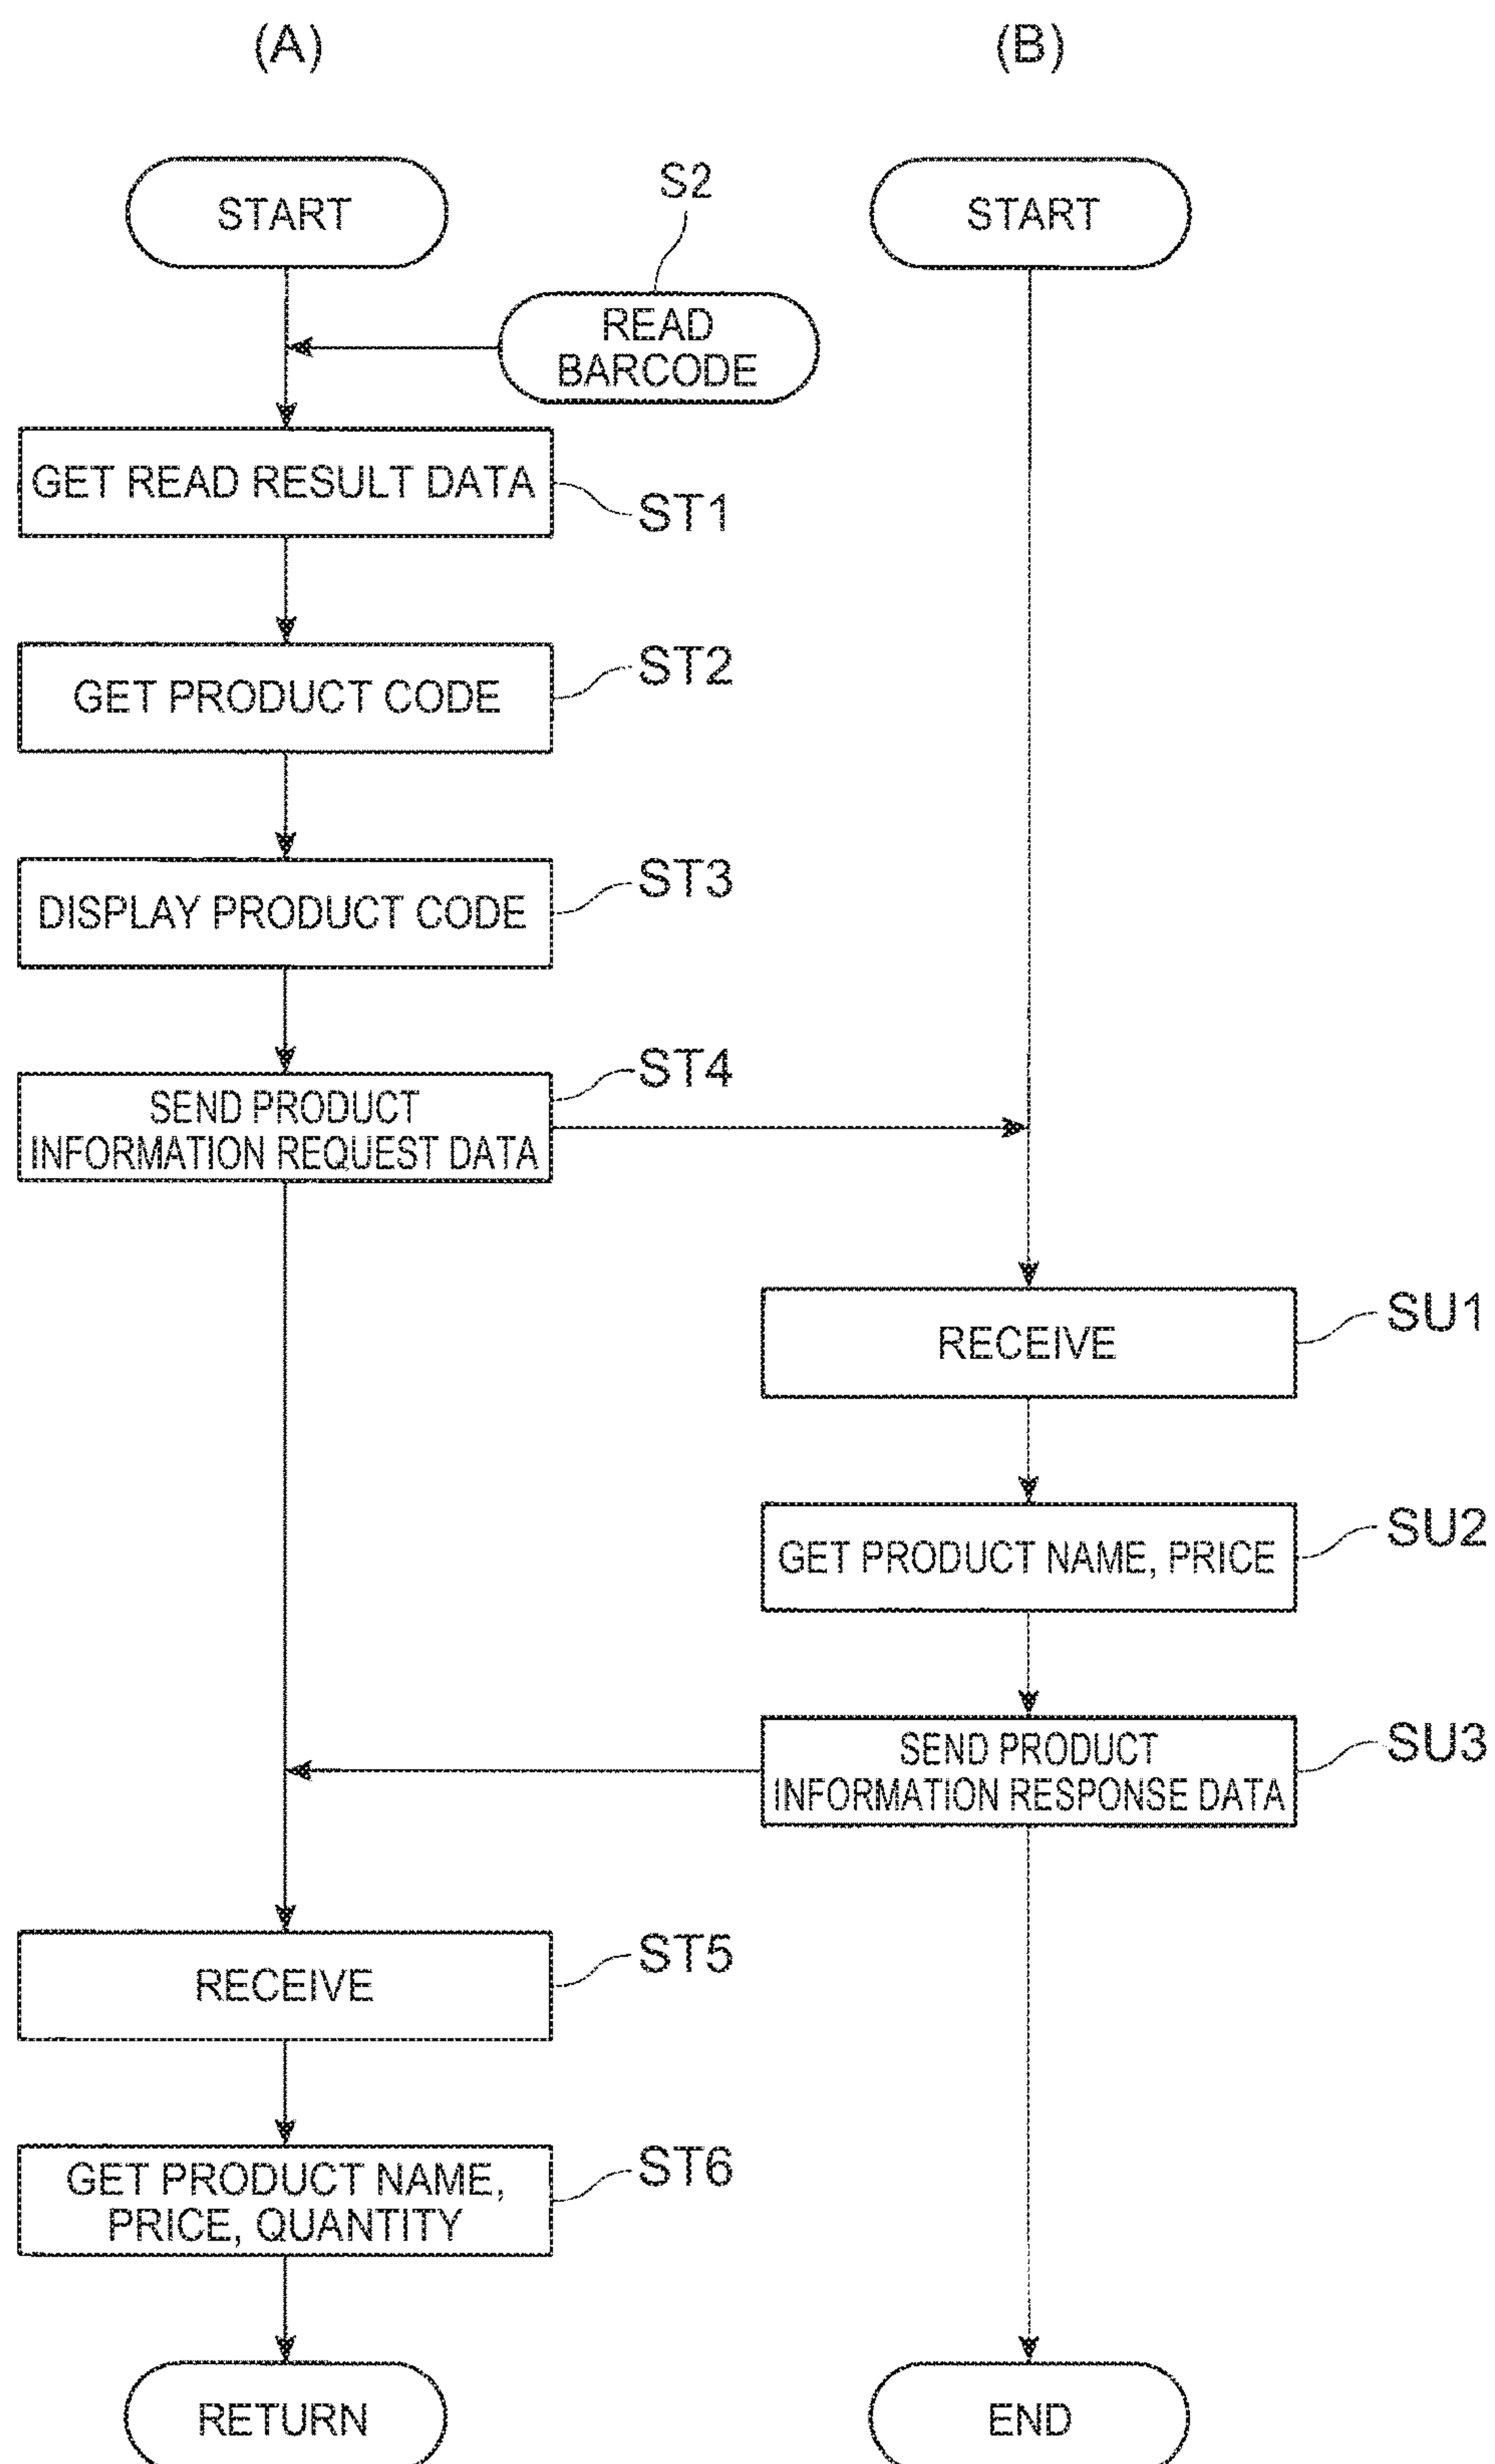 (A)
(B)
START
S2
START
READ
BARCODE
GET READ RESULT DATA
ST1
GET PRODUCT CODE
ST2
DISPLAY PRODUCT CODE
ST3
SEND PRODUCT
INFORMATION REQUEST DATA
ST4
RECEIVE
SU1
GET PRODUCT NAME, PRICE
SU2
SEND PRODUCT
INFORMATION RESPONSE DATA
SU3
RECEIVE
ST5
GET PRODUCT NAME,
PRICE, QUANTITY
ST6
RETURN
END